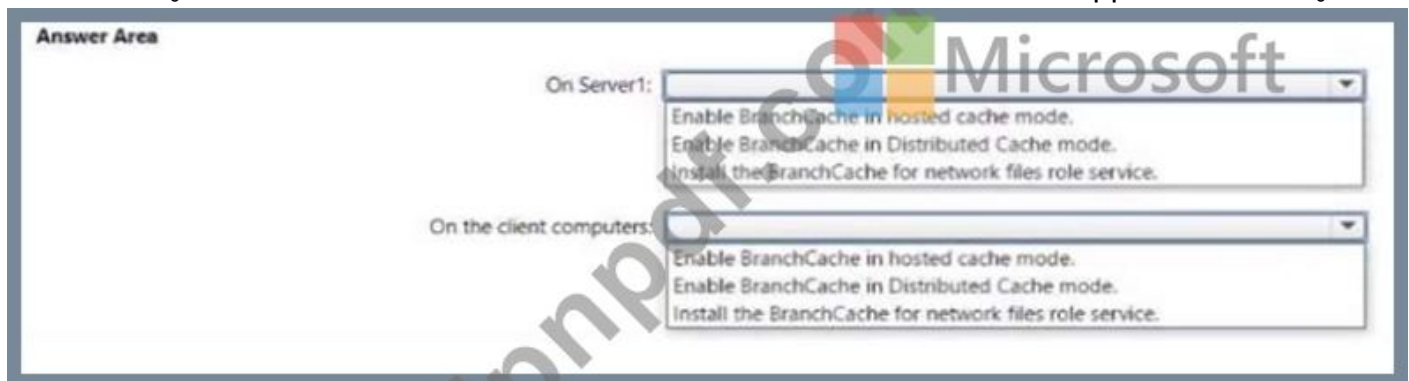 Answer Area
Microsoft
On Server1:
Enable BranchCache in hosted cache mode.
Enable BranchCache in Distributed Cache mode.
Install the BranchCache for network files role service.
On the client computers:
Enable BranchCache in hosted cache mode.
Enable BranchCache in Distributed Cache mode.
Install the BranchCache for network files role service.